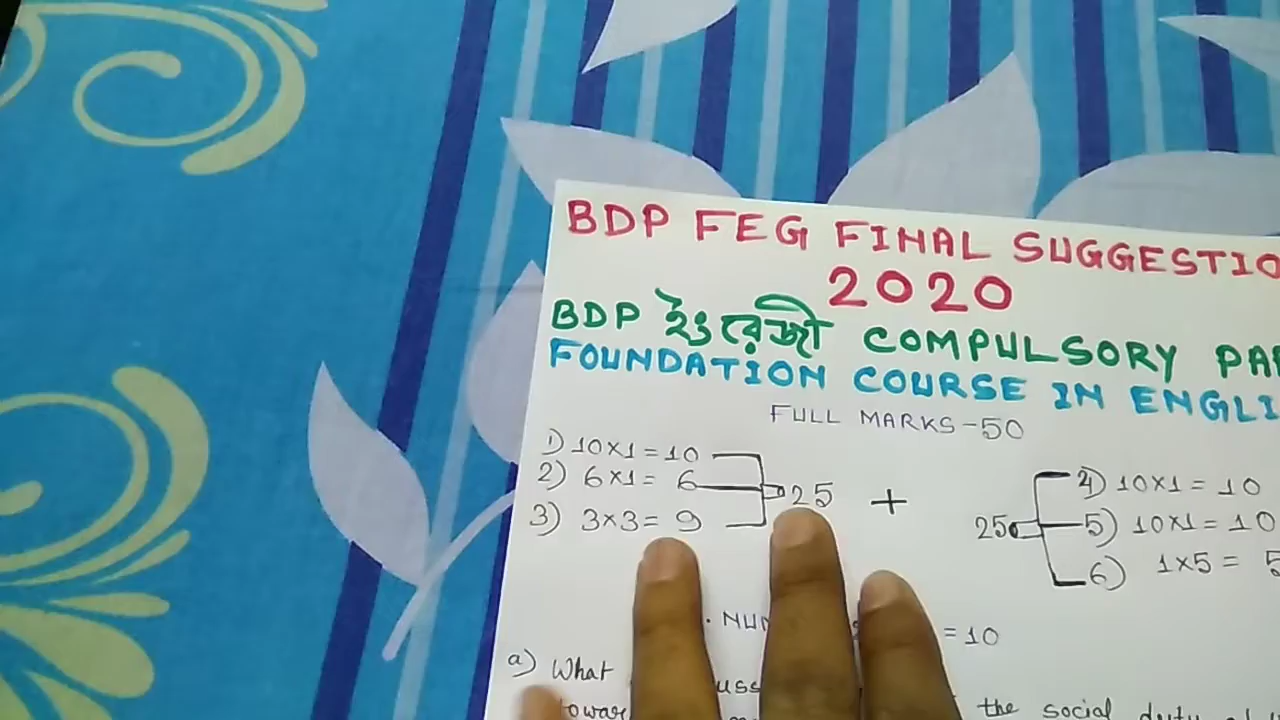 BDP FEG FINAL SUGGESTIO
2020
BDP ইংরেজী COMPULSORY PA
FOUNDATION COURSE IN ENGLI
FULL MARKS-50
1) 10×1=10
2) 6×1= 6
3) 3×3= 9
25 + 25
4) 10×1=10
5) 10×1=10
6) 1×5= 5
=10
a) What
the social duty